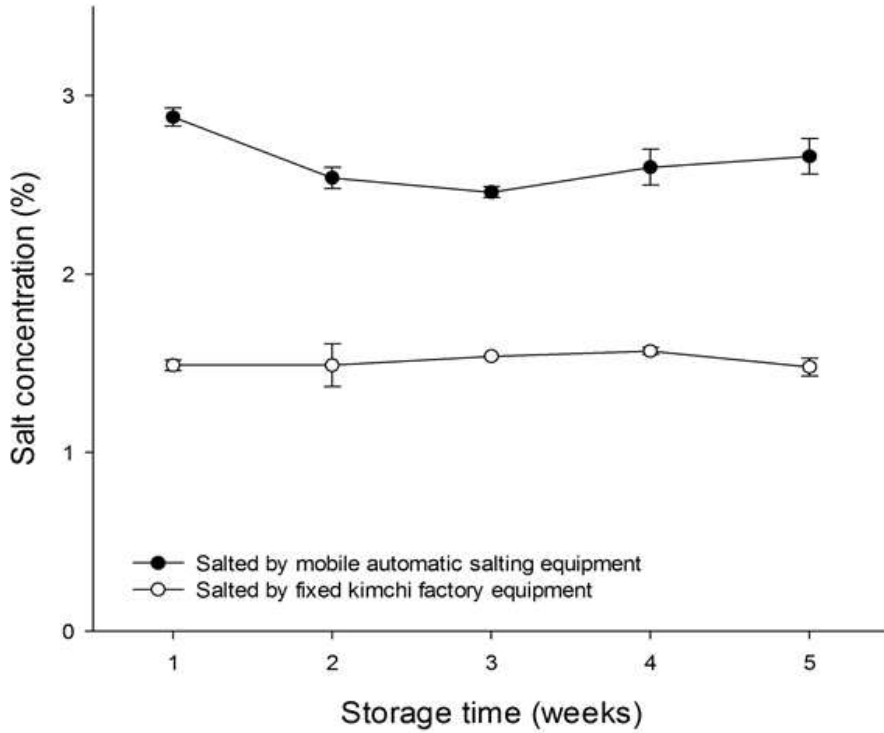 Salt concentration (%)
3
2
1
0
Salted by mobile automatic salting equipment
Salted by fixed kimchi factory equipment
1 2 3 4 5
Storage time (weeks)